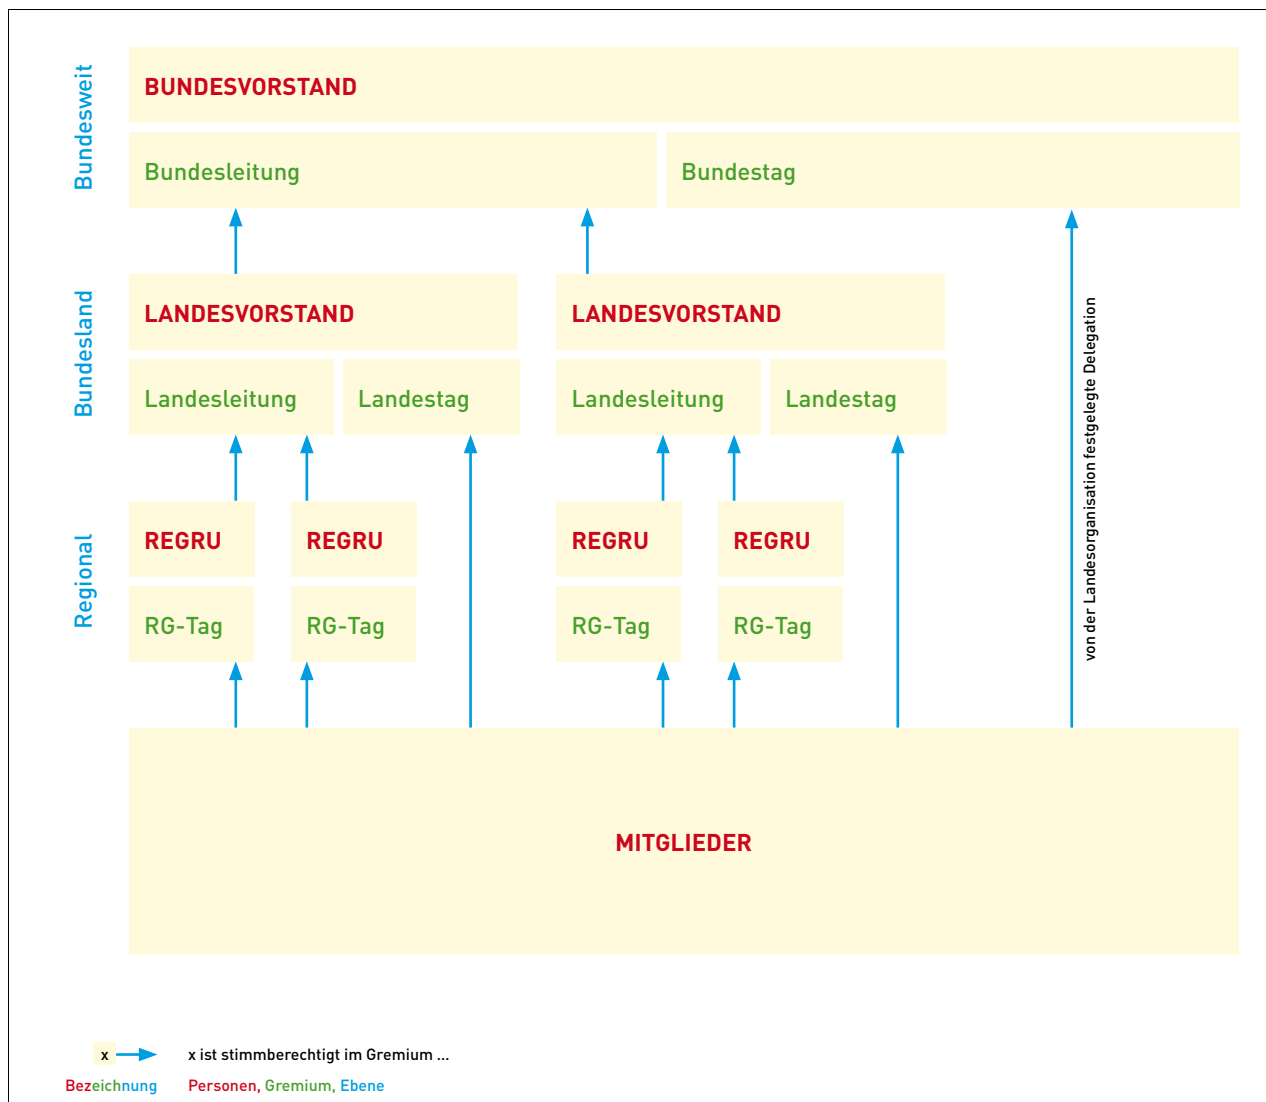 Bundesweit
BUNDESVORSTAND
Bundesleitung
Bundestag
Bundesland
LANDESVORSTAND
LANDESVORSTAND
Landesleitung
Landestag
Landesleitung
Landestag
von der Landesorganisation festgelegte Delegation
Regional
REGRU
REGRU
REGRU
REGRU
RG-Tag
RG-Tag
RG-Tag
RG-Tag
MITGLIEDER
x
x ist stimmberechtigt im Gremium ...
Bezeichnung
Personen, Gremium, Ebene